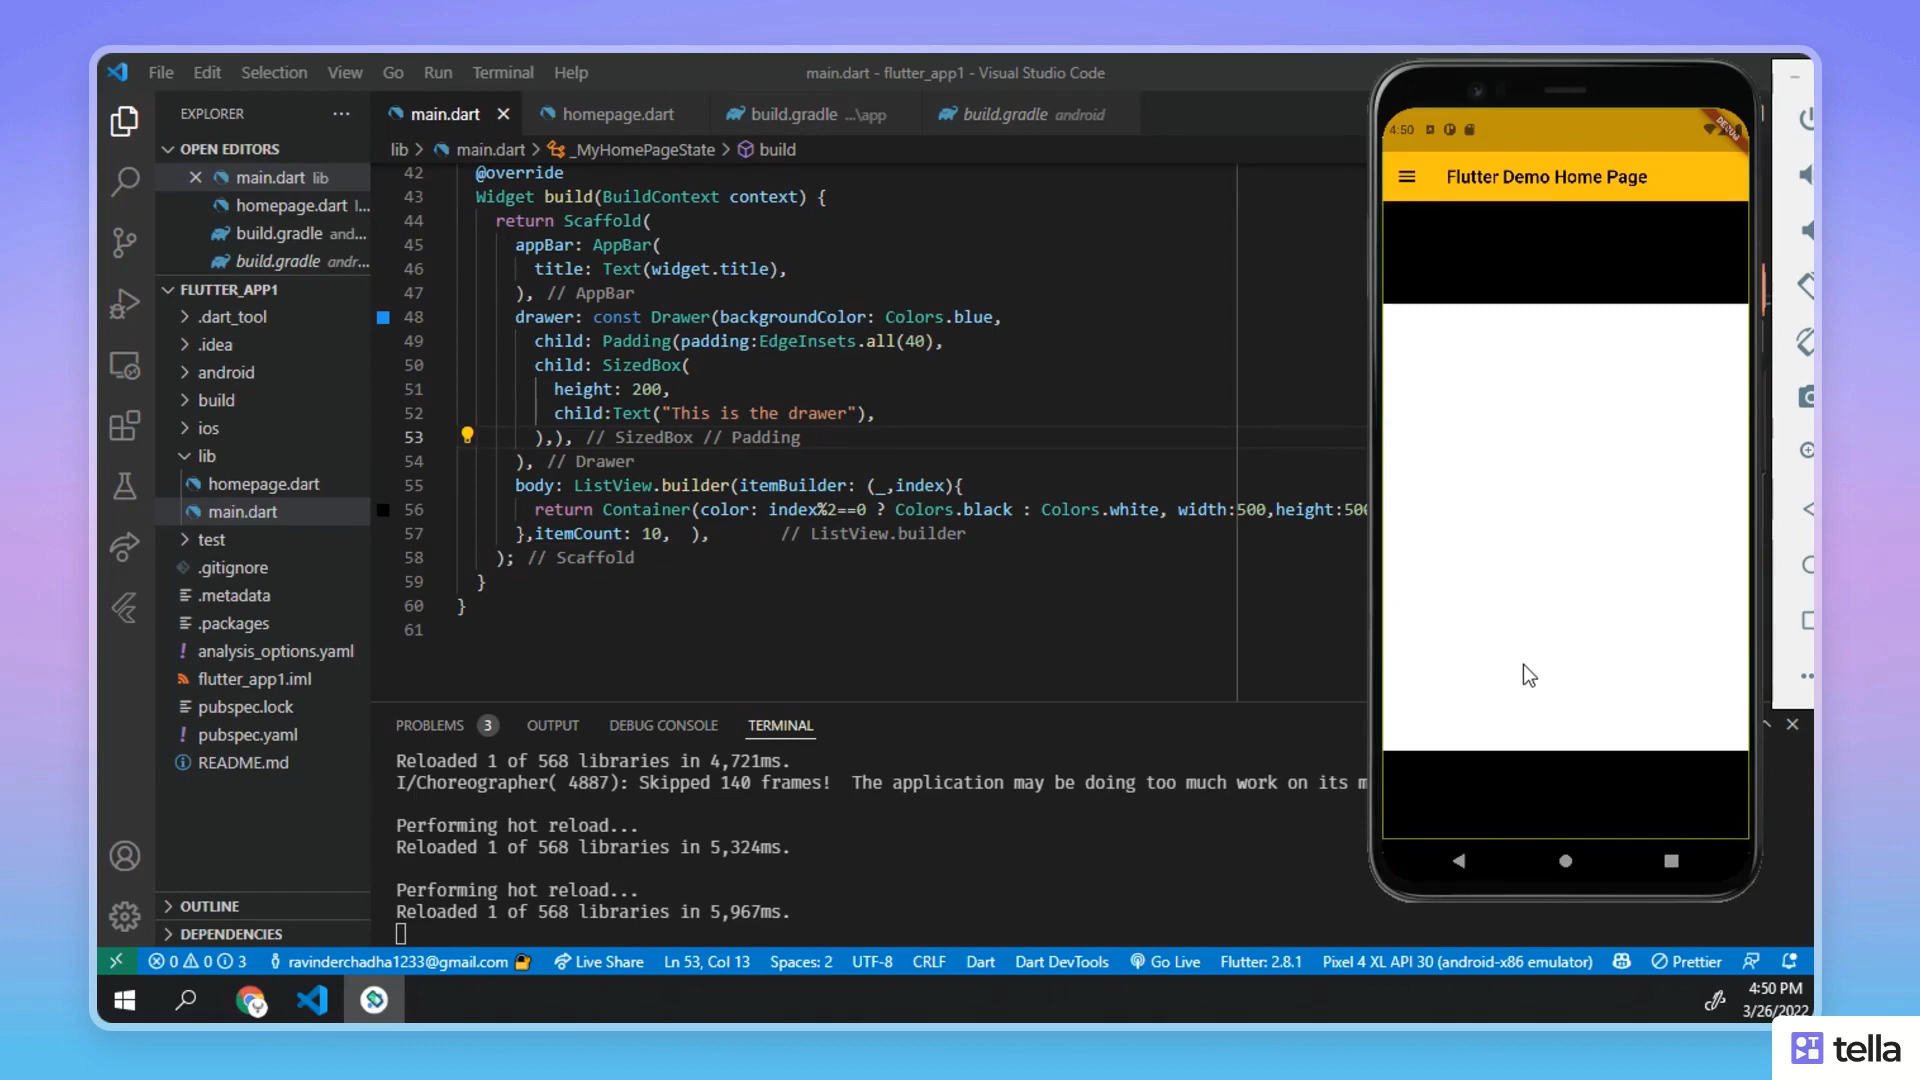 File Edit Selection View Go Run Terminal Help
main.dart - flutter_app1 - Visual Studio Code
EXPLORER
OPEN EDITORS
main.dart lib
homepage.dart l...
build.gradle and...
build.gradle andr...
FLUTTER_APP1
.dart_tool
.idea
android
build
ios
lib
homepage.dart
main.dart
test
.gitignore
.metadata
.packages
analysis_options.yaml
flutter_app1.iml
pubspec.lock
pubspec.yaml
README.md
OUTLINE
DEPENDENCIES
main.dart homepage.dart build.gradle ...\app build.gradle android
lib > main.dart > _MyHomePageState > build
42 @override
43 Widget build(BuildContext context) {
44 return Scaffold(
45 appBar: AppBar(
46 title: Text(widget.title),
47 ), // AppBar
48 drawer: const Drawer(backgroundColor: Colors.blue,
49 child: Padding(padding:EdgeInsets.all(40),
50 child: SizedBox(
51 height: 200,
52 child:Text("This is the drawer"),
53 ),), // SizedBox // Padding
54 ), // Drawer
55 body: ListView.builder(itemBuilder: (_,index){
56 return Container(color: index%2==0 ? Colors.black : Colors.white, width:500,height:500
57 },itemCount: 10, ), // ListView.builder
58 ); // Scaffold
59 }
60 }
61
PROBLEMS 3 OUTPUT DEBUG CONSOLE TERMINAL
Reloaded 1 of 568 libraries in 4,721ms.
I/Choreographer( 4887): Skipped 140 frames! The application may be doing too much work on its m
Performing hot reload...
Reloaded 1 of 568 libraries in 5,324ms.
Performing hot reload...
Reloaded 1 of 568 libraries in 5,967ms.
4:50
DEBUG
Flutter Demo Home Page
0 0 3 ravinderchadha1233@gmail.com Live Share Ln 53, Col 13 Spaces: 2 UTF-8 CRLF Dart Dart DevTools Go Live Flutter: 2.8.1 Pixel 4 XL API 30 (android-x86 emulator) Prettier
4:50 PM
3/26/2022
tella